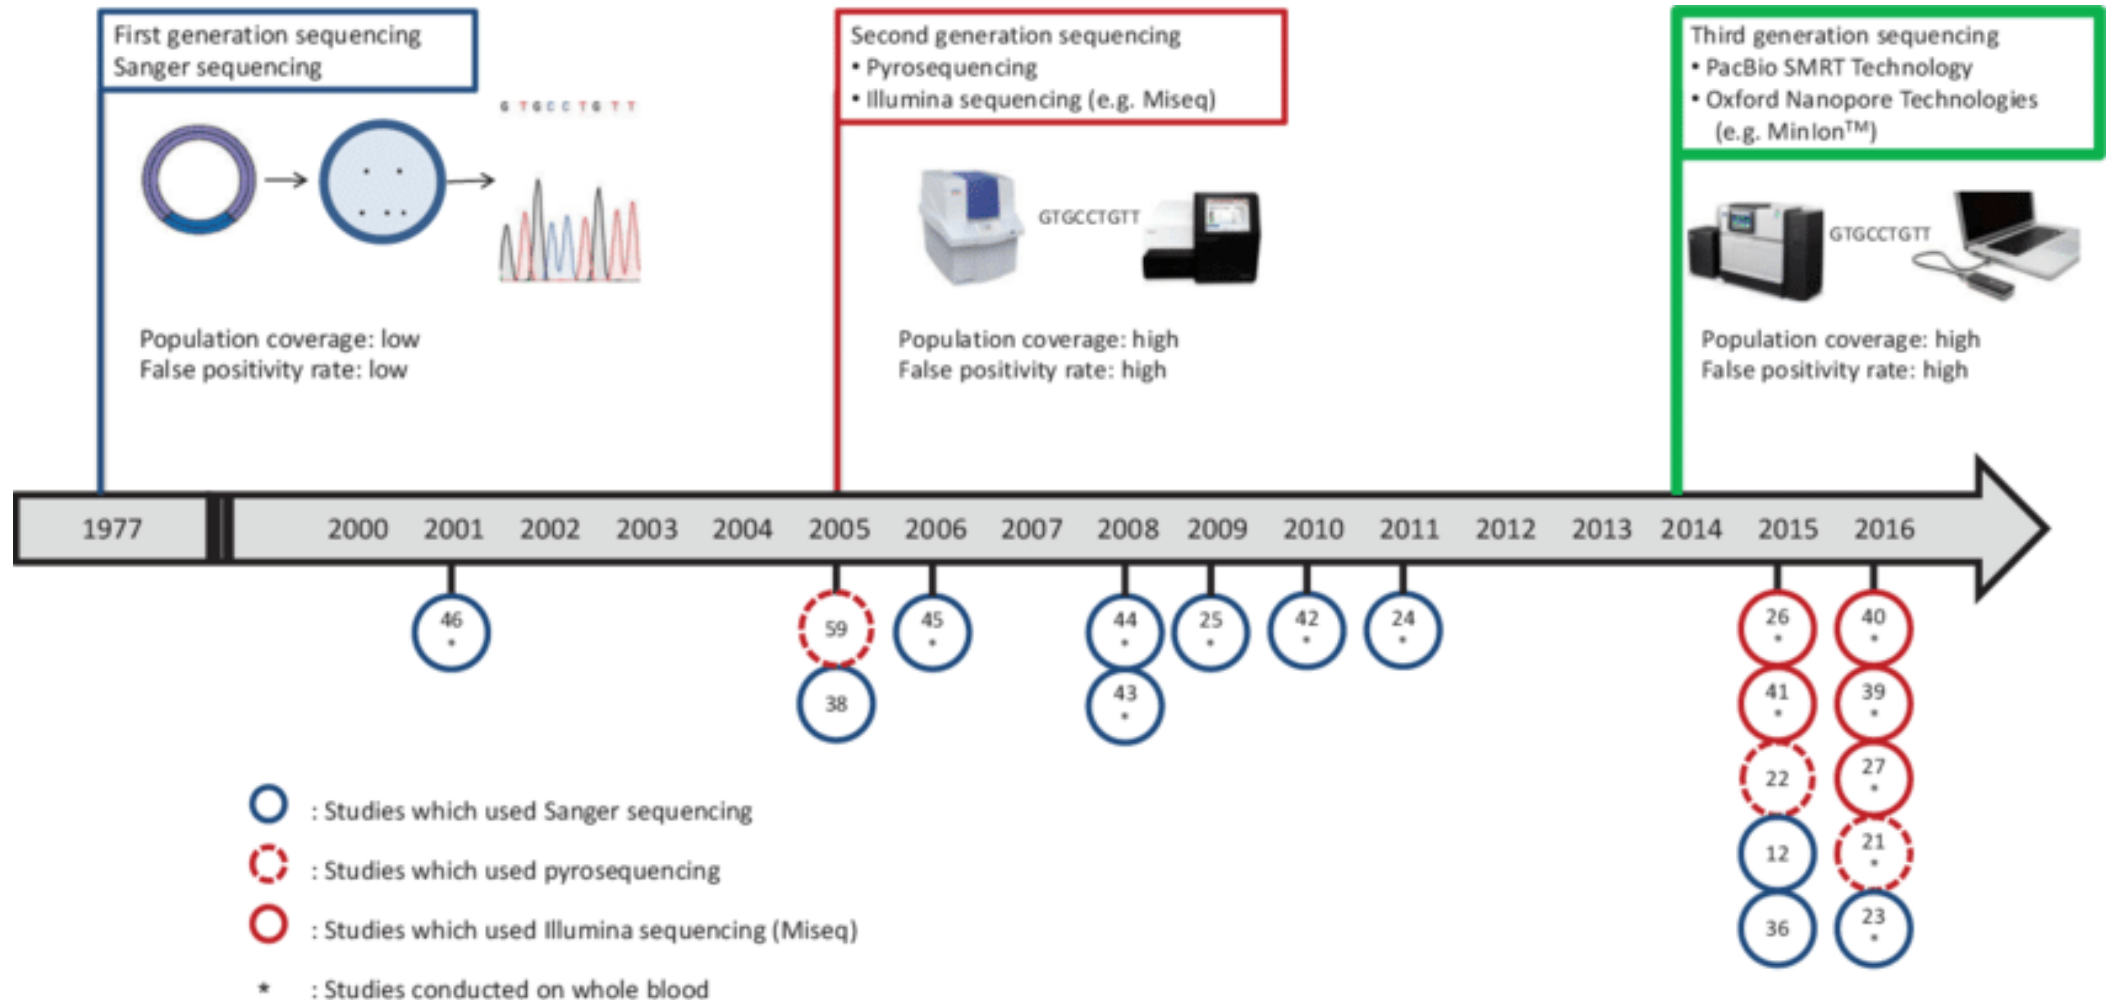 First generation sequencing
Sanger sequencing
G T G C C T G T T
Population coverage: low
False positivity rate: low
Second generation sequencing
• Pyrosequencing
• Illumina sequencing (e.g. Miseq)
GTGCCTGTT
Population coverage: high
False positivity rate: high
Third generation sequencing
• PacBio SMRT Technology
• Oxford Nanopore Technologies
(e.g. MinIon™)
GTGCCTGTT
Population coverage: high
False positivity rate: high
1977 2000 2001 2002 2003 2004 2005 2006 2007 2008 2009 2010 2011 2012 2013 2014 2015 2016
46 *
59
38
45 *
44 *
43 *
25 *
42 *
24 *
26 *
41 *
22
12
36
40 *
39 *
27 *
21 *
23 *
: Studies which used Sanger sequencing
: Studies which used pyrosequencing
: Studies which used Illumina sequencing (Miseq)
* : Studies conducted on whole blood